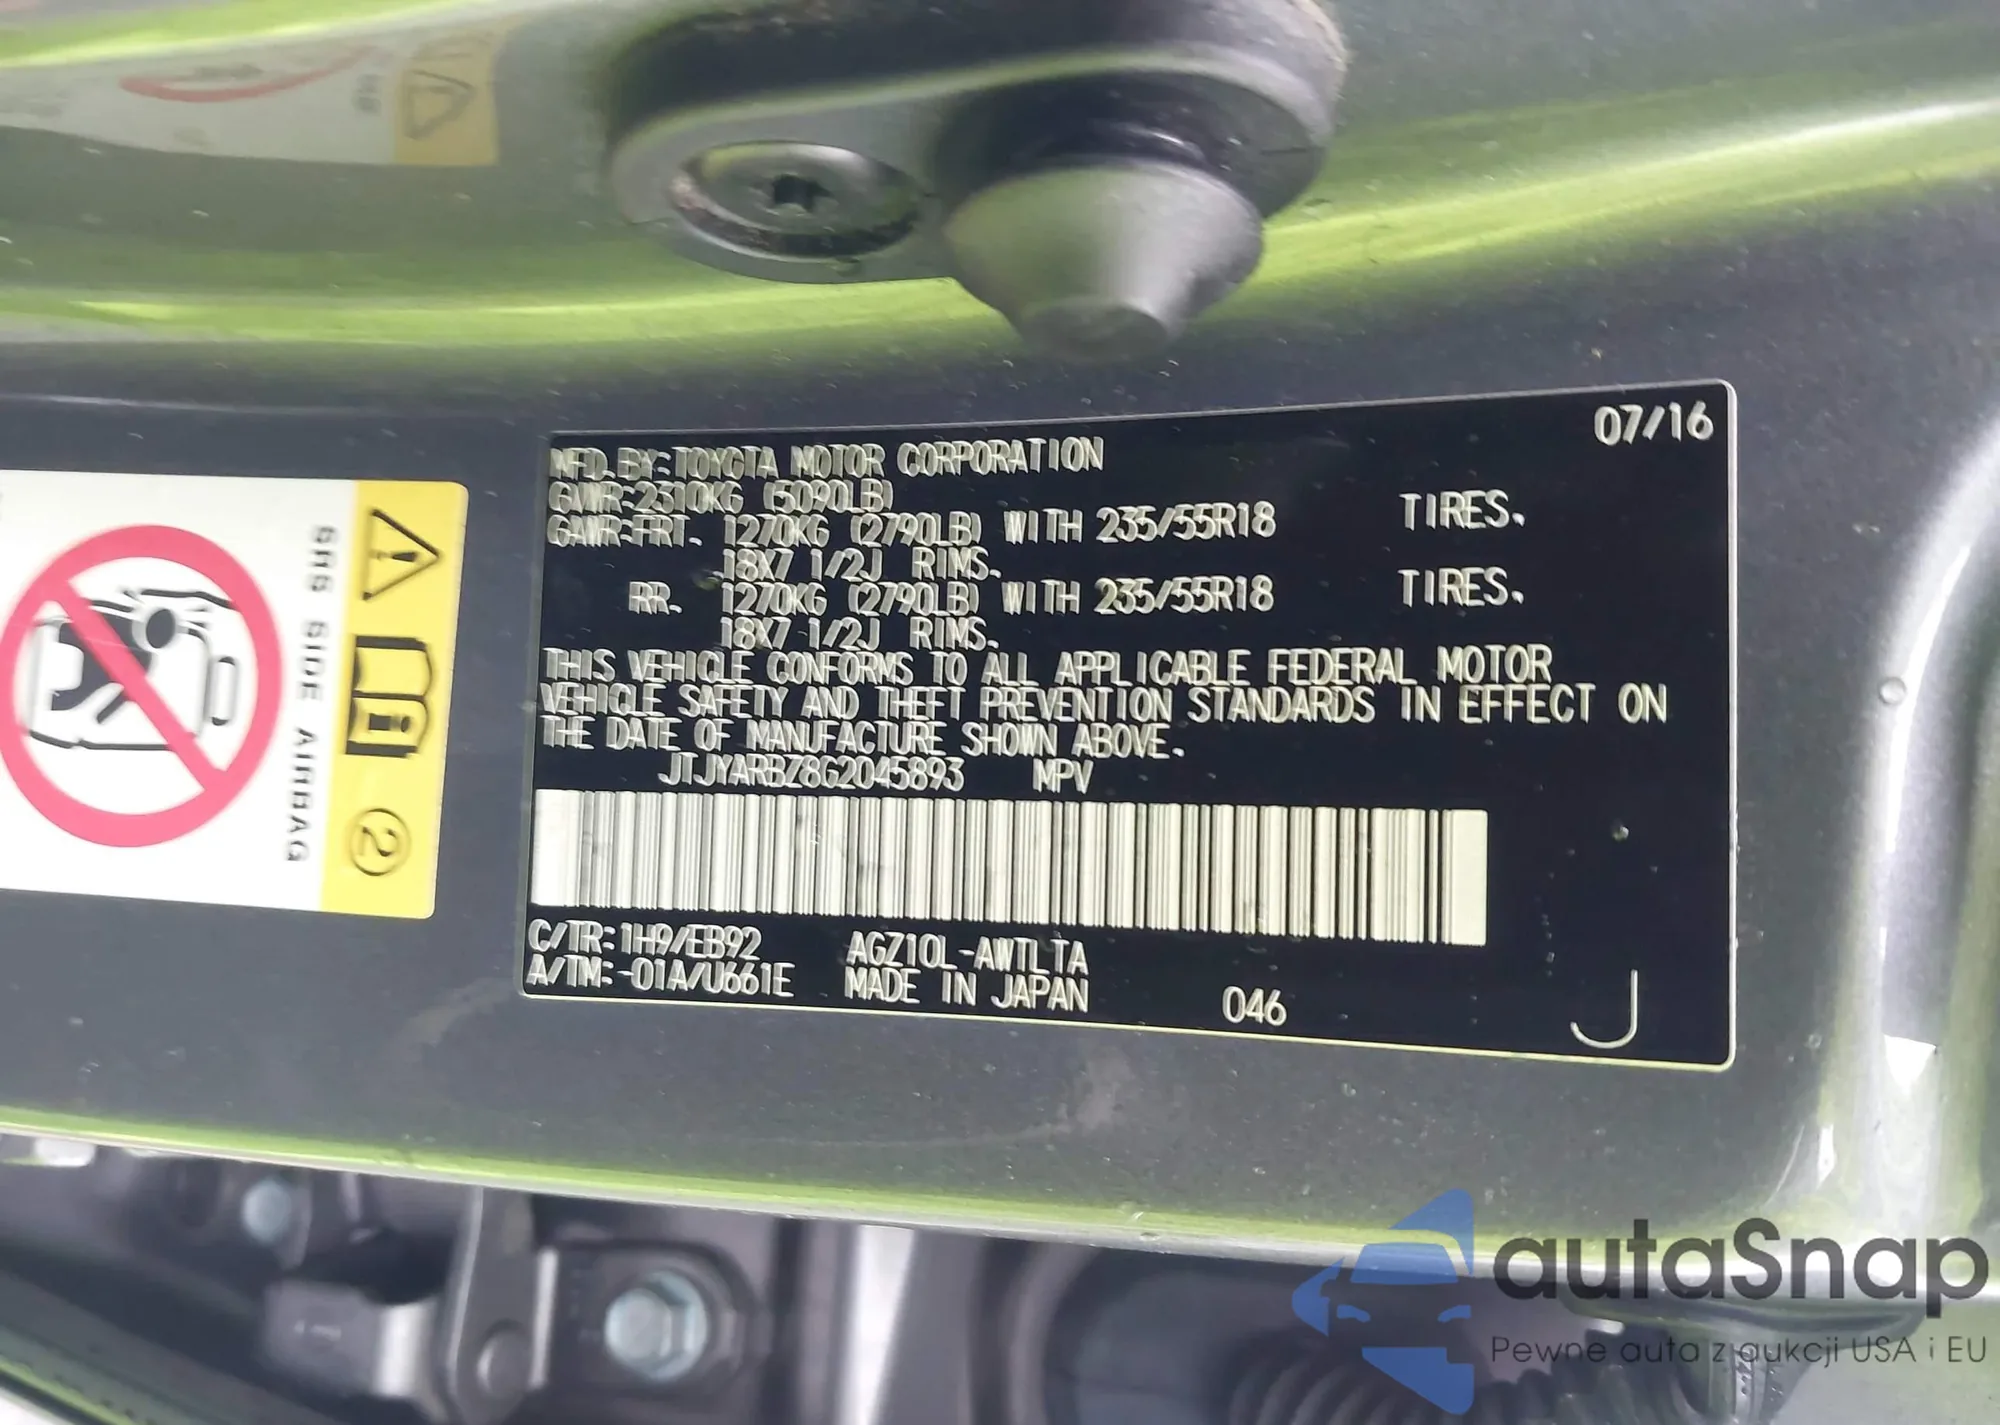 07/16
MFD.BY:TOYOTA MOTOR CORPORATION
GAWR:2310KG (5090LB)
GAWR:FRT. 1270KG (2790LB) WITH 235/55R18 TIRES.
18X7 1/2J RIMS.
RR. 1270KG (2790LB) WITH 235/55R18 TIRES.
18X7 1/2J RIMS.
THIS VEHICLE CONFORMS TO ALL APPLICABLE FEDERAL MOTOR
VEHICLE SAFETY AND THEFT PREVENTION STANDARDS IN EFFECT ON
THE DATE OF MANUFACTURE SHOWN ABOVE.
JTJYARBZ8G2045893 MPV
C/TR:1H9/EB92 AGZ10L-AWTLTA
A/TM:-01A/U661E MADE IN JAPAN 046
J
SRS SIDE AIRBAG
2
autaSnap
Pewne auta z aukcji USA i EU